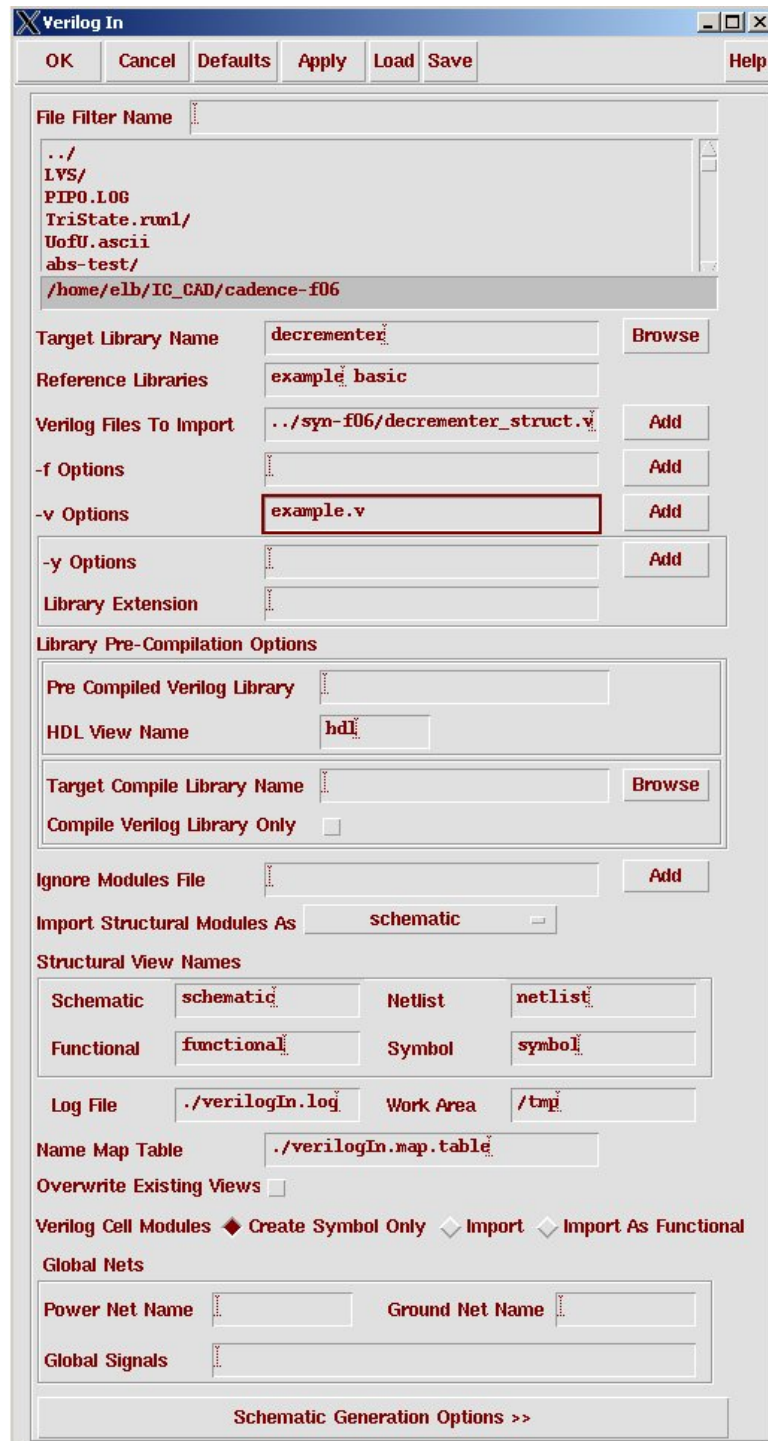 Verilog In
OK Cancel Defaults Apply Load Save Help
File Filter Name
../
LVS/
PIPO.LOG
TriState.run1/
UofU.ascii
abs-test/
/home/elb/IC_CAD/cadence-f06
Target Library Name decrementer Browse
Reference Libraries example basic
Verilog Files To Import ../syn-f06/decrementer_struct.v Add
-f Options Add
-v Options example.v Add
-y Options Add
Library Extension
Library Pre-Compilation Options
Pre Compiled Verilog Library
HDL View Name hdl
Target Compile Library Name Browse
Compile Verilog Library Only
Ignore Modules File Add
Import Structural Modules As schematic
Structural View Names
Schematic schematic Netlist netlist
Functional functional Symbol symbol
Log File ./verilogIn.log Work Area /tmp
Name Map Table ./verilogIn.map.table
Overwrite Existing Views
Verilog Cell Modules Create Symbol Only Import Import As Functional
Global Nets
Power Net Name Ground Net Name
Global Signals
Schematic Generation Options >>